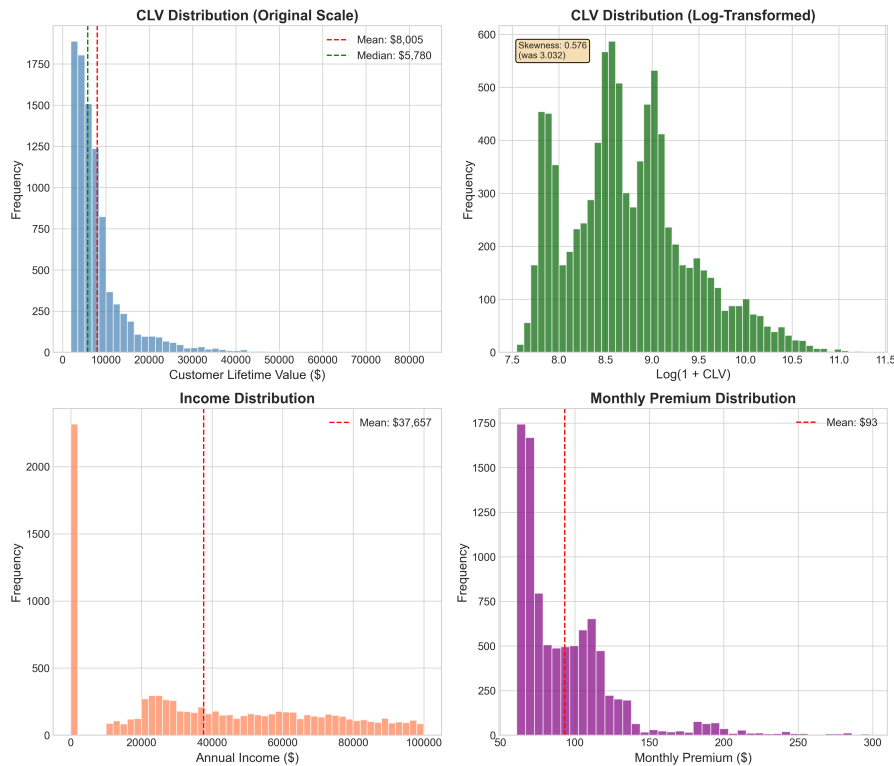 CLV Distribution (Original Scale)
Mean: $8,005
Median: $5,780
Frequency
1750
1500
1250
1000
750
500
250
0
0 10000 20000 30000 40000 50000 60000 70000 80000
Customer Lifetime Value ($)
CLV Distribution (Log-Transformed)
Skewness: 0.576
(was 3.032)
Frequency
600
500
400
300
200
100
0
7.5 8.0 8.5 9.0 9.5 10.0 10.5 11.0 11.5
Log(1 + CLV)
Income Distribution
Mean: $37,657
Frequency
2000
1500
1000
500
0
0 20000 40000 60000 80000 100000
Annual Income ($)
Monthly Premium Distribution
Mean: $93
Frequency
1750
1500
1250
1000
750
500
250
0
50 100 150 200 250 300
Monthly Premium ($)